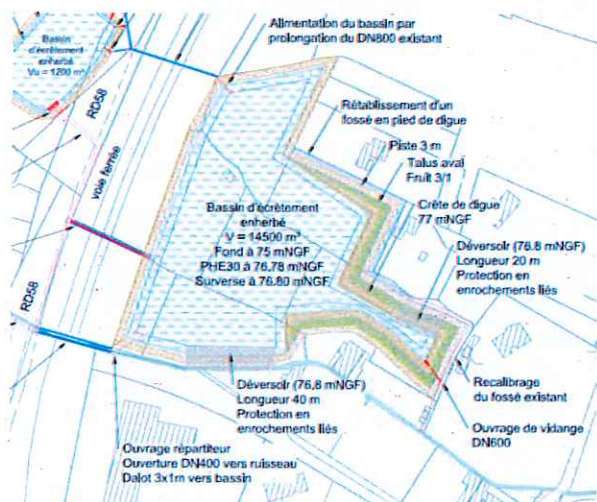 Bassin
d'écrètement
enherbé
Vu = 1200 m³
Alimentation du bassin par
prolongation du DN800 existant
RD58
voie ferrée
Rétablissement d'un
fossé en pied de digue
Piste 3 m
Talus aval
Fruit 3/1
Crête de digue
77 mNGF
Bassin d'écrètement
enherbé
V = 14500 m³
Fond à 75 mNGF
PHE30 à 76.78 mNGF
Surverse à 76.80 mNGF
Déversoir (76.8 mNGF)
Longueur 20 m
Protection en
enrochements liés
RD58
Déversoir (76,8 mNGF)
Longueur 40 m
Protection en
enrochements liés
Recalibrage
du fossé existant
Ouvrage de vidange
DN600
Ouvrage répartiteur
Ouverture DN400 vers ruisseau
Dalot 3x1m vers bassin